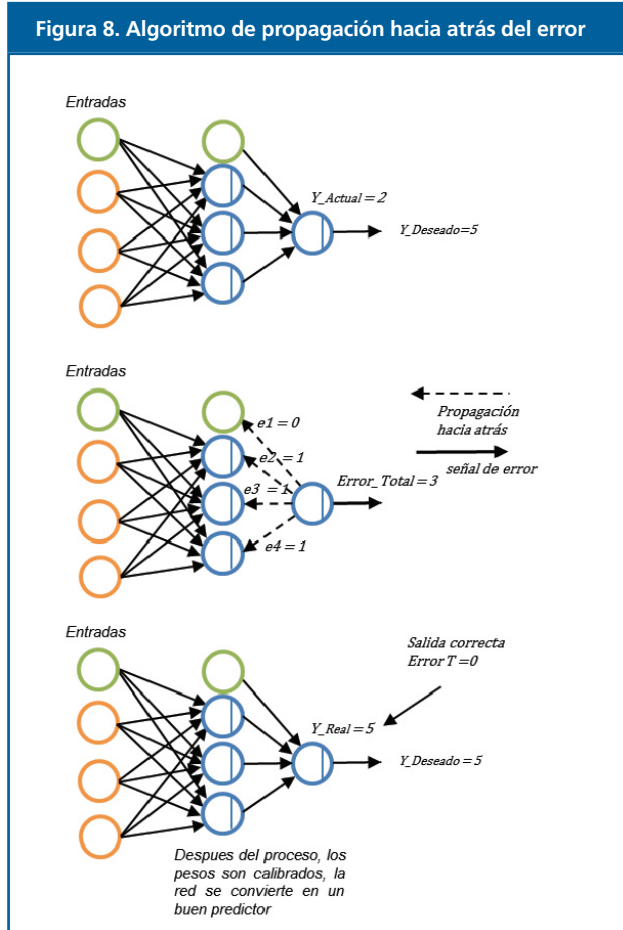 Figura 8. Algoritmo de propagación hacia atrás del error
Entradas
Y_Actual = 2
Y_Deseado=5
Entradas
e1 = 0
e2 = 1
e3 = 1
e4 = 1
Error_Total = 3
Propagación
hacia atrás
señal de error
Entradas
Salida correcta
Error T =0
Y_Real = 5
Y_Deseado = 5
Despues del proceso, los
pesos son calibrados, la
red se convierte en un
buen predictor